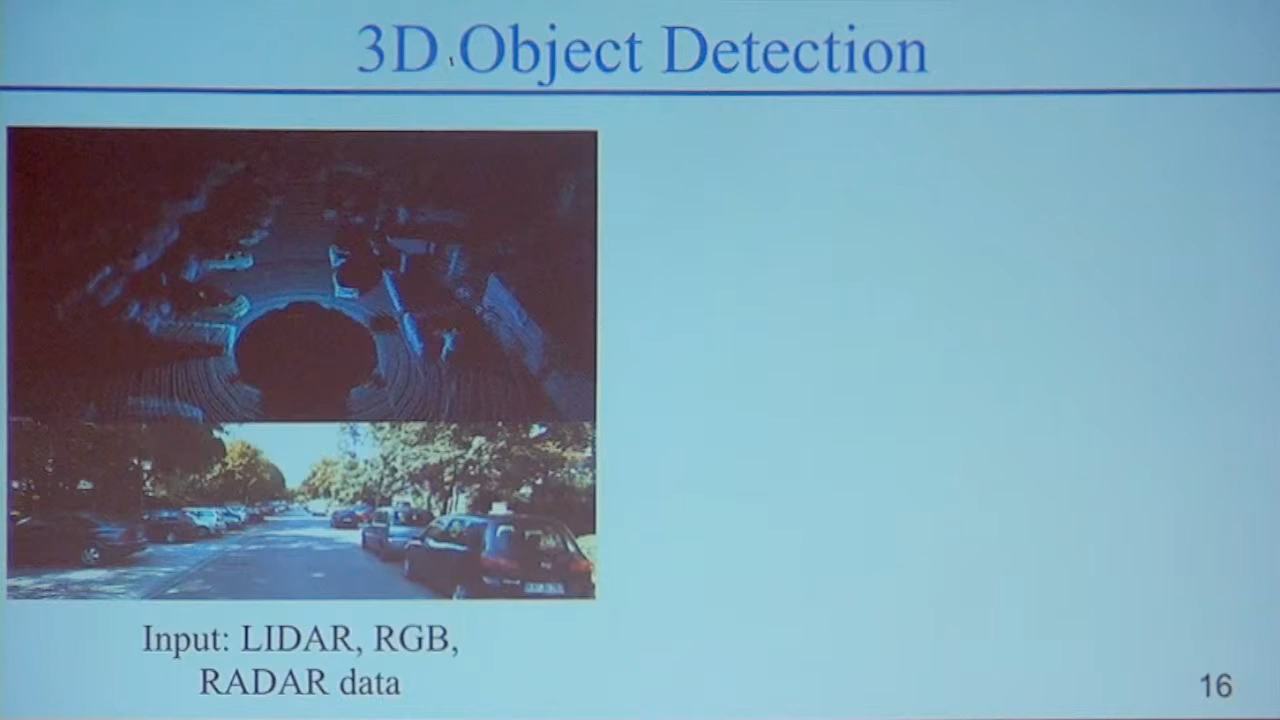 3D Object Detection
Input: LIDAR, RGB,
RADAR data
16